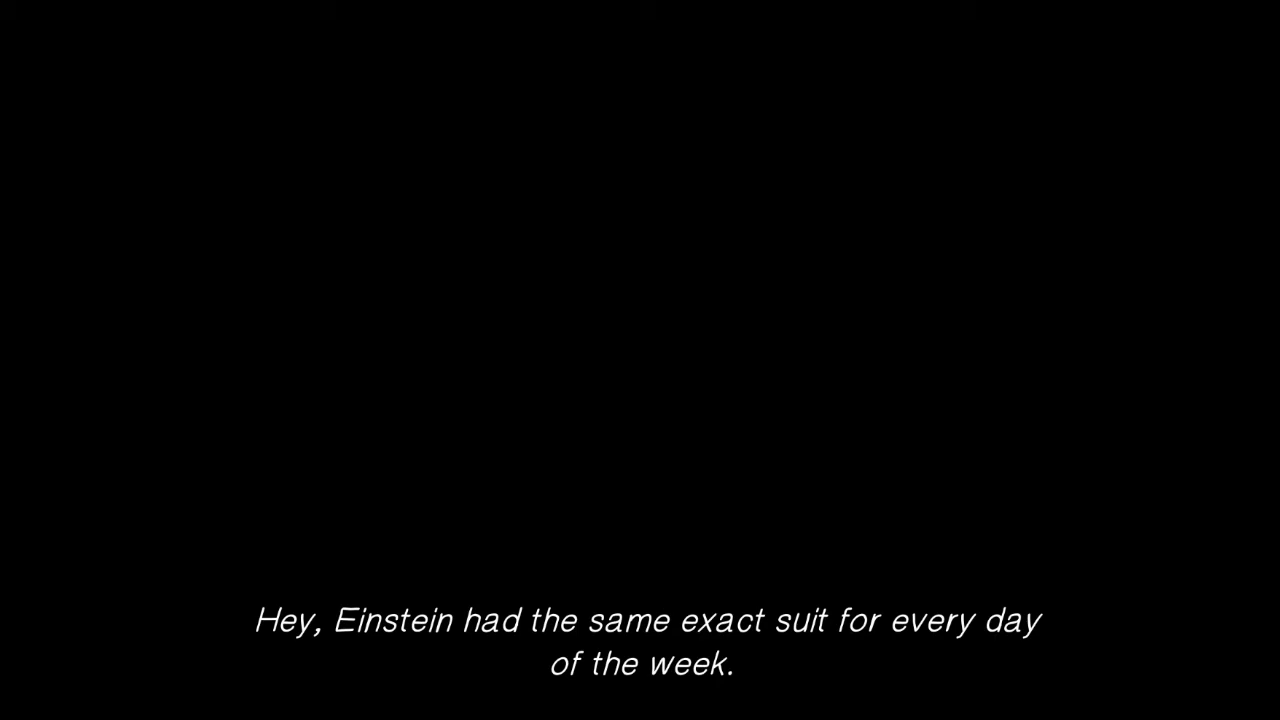 Hey, Einstein had the same exact suit for every day
of the week.